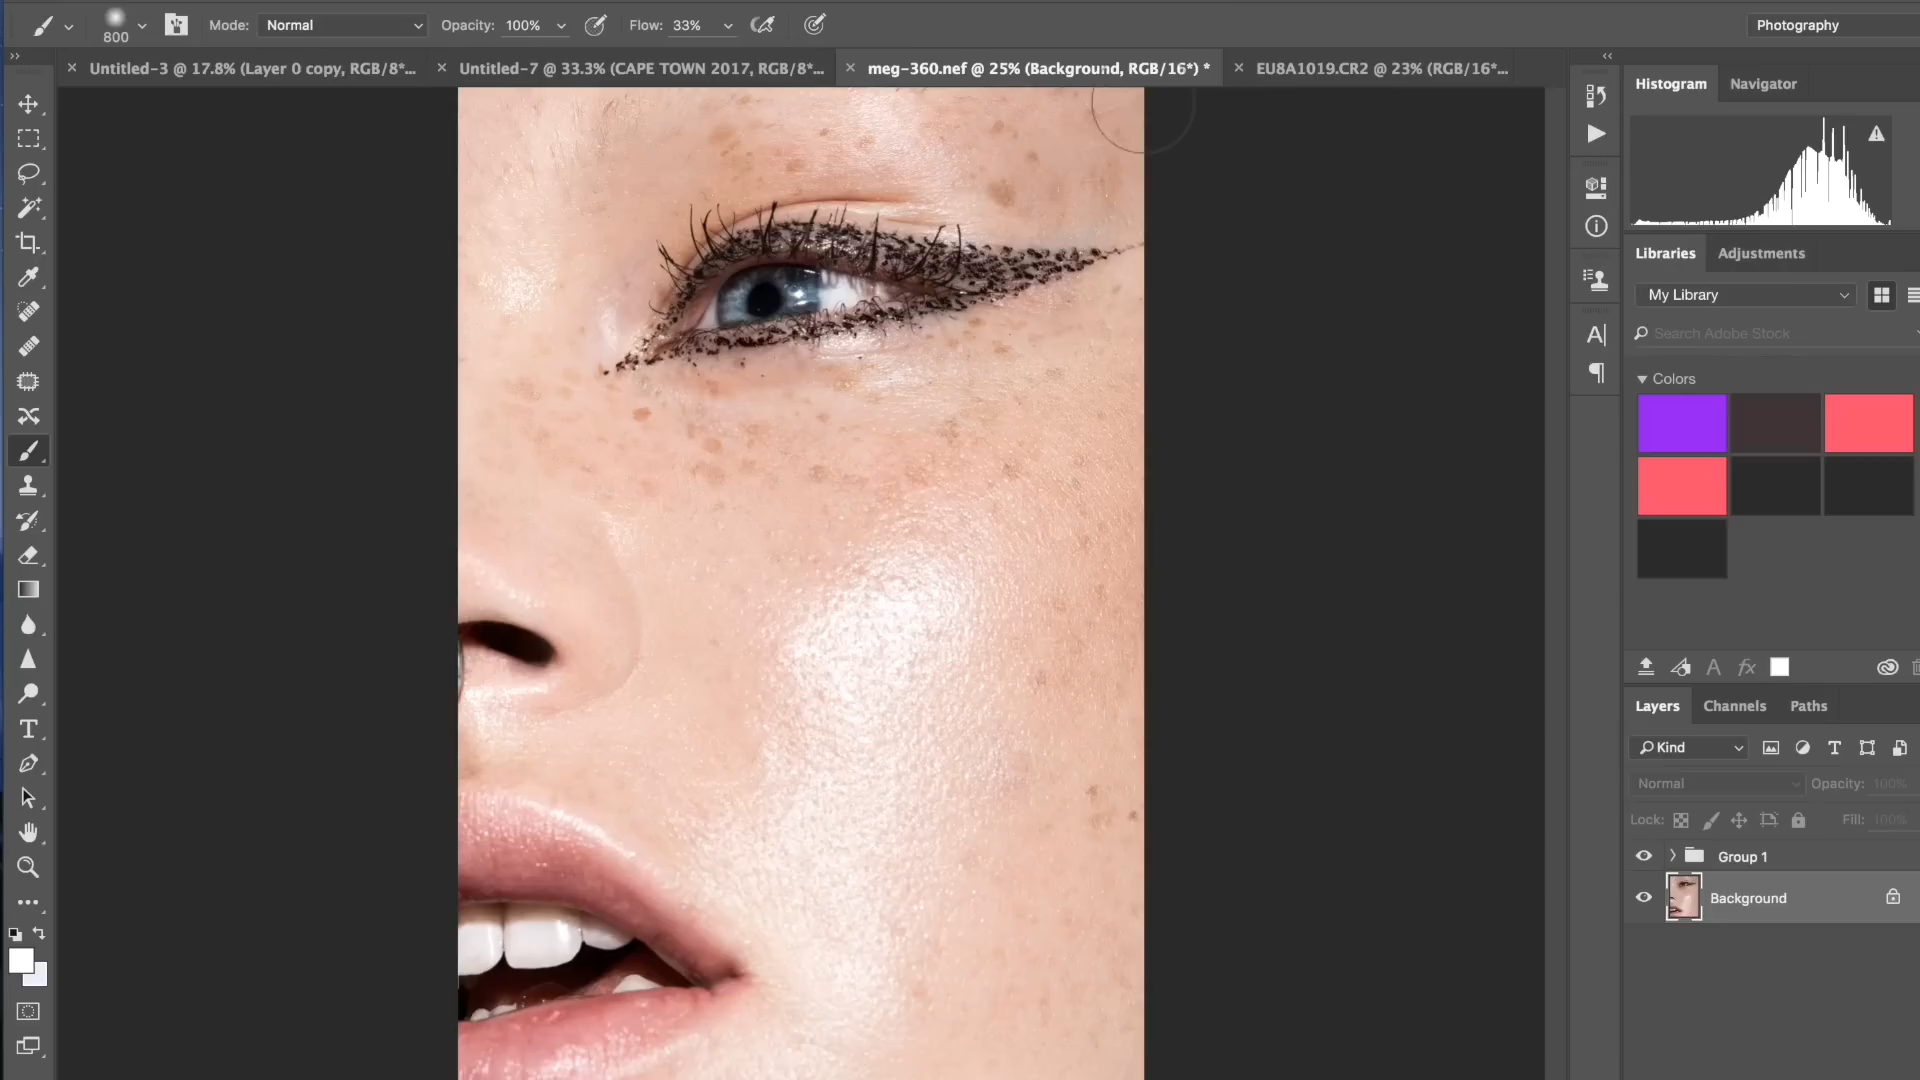 800
Mode:
Normal
Opacity: 100%
Flow: 33%
Untitled-3 @ 17.8% (Layer 0 copy, RGB/8*...
Untitled-7 @ 33.3% (CAPE TOWN 2017, RGB/8*...
meg-360.nef @ 25% (Background, RGB/16*) *
EU8A1019.CR2 @ 23% (RGB/16*...
Photography
Histogram
Navigator
Libraries
Adjustments
My Library
Search Adobe Stock
Colors
Layers
Channels
Paths
Kind
Normal
Opacity: 100%
Lock:
Fill: 100%
Group 1
Background